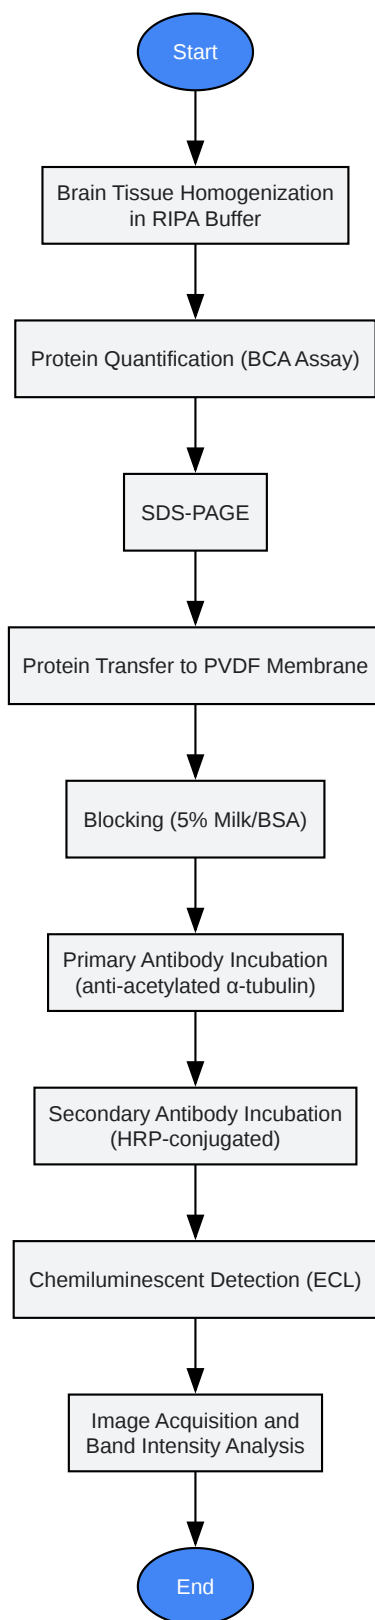 Start
Brain Tissue Homogenization
in RIPA Buffer
Protein Quantification (BCA Assay)
SDS-PAGE
Protein Transfer to PVDF Membrane
Blocking (5% Milk/BSA)
Primary Antibody Incubation
(anti-acetylated α-tubulin)
Secondary Antibody Incubation
(HRP-conjugated)
Chemiluminescent Detection (ECL)
Image Acquisition and
Band Intensity Analysis
End